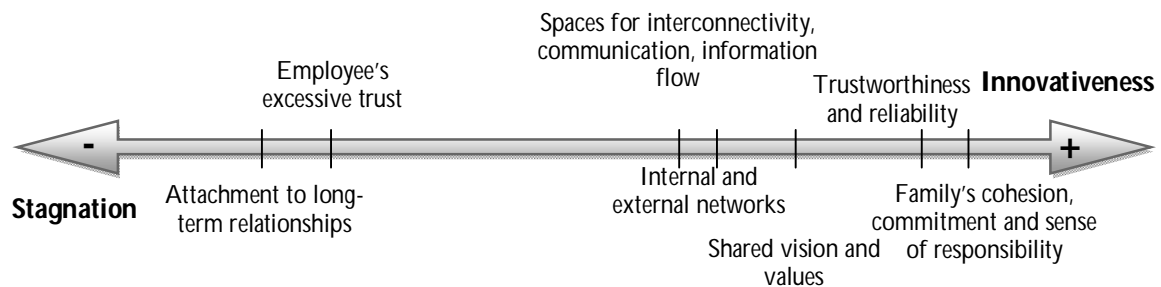 Spaces for interconnectivity,
communication, information
flow
Employee's
excessive trust
Trustworthiness
and reliability
Innovativeness
-
+
Stagnation
Attachment to long-
term relationships
Internal and
external networks
Shared vision and
values
Family's cohesion,
commitment and sense
of responsibility